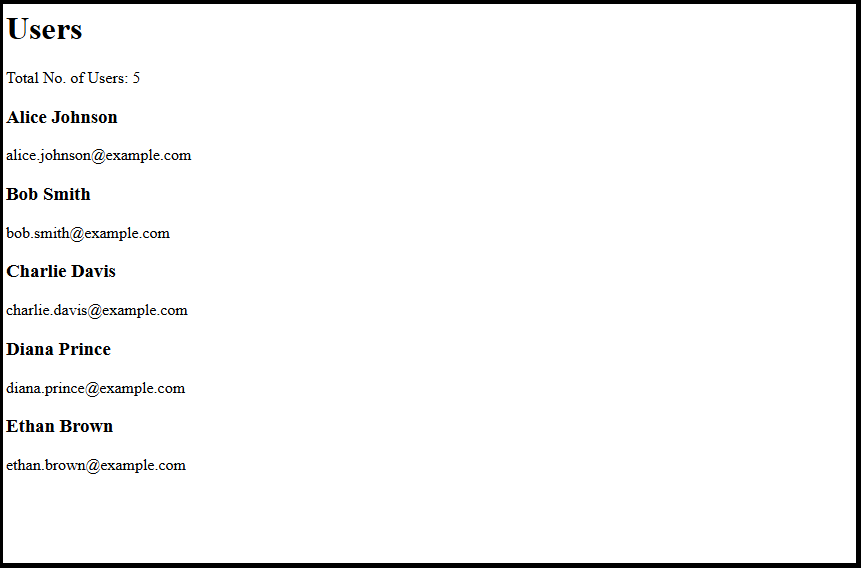 Users
Total No. of Users: 5
Alice Johnson
alice.johnson@example.com
Bob Smith
bob.smith@example.com
Charlie Davis
charlie.davis@example.com
Diana Prince
diana.prince@example.com
Ethan Brown
ethan.brown@example.com